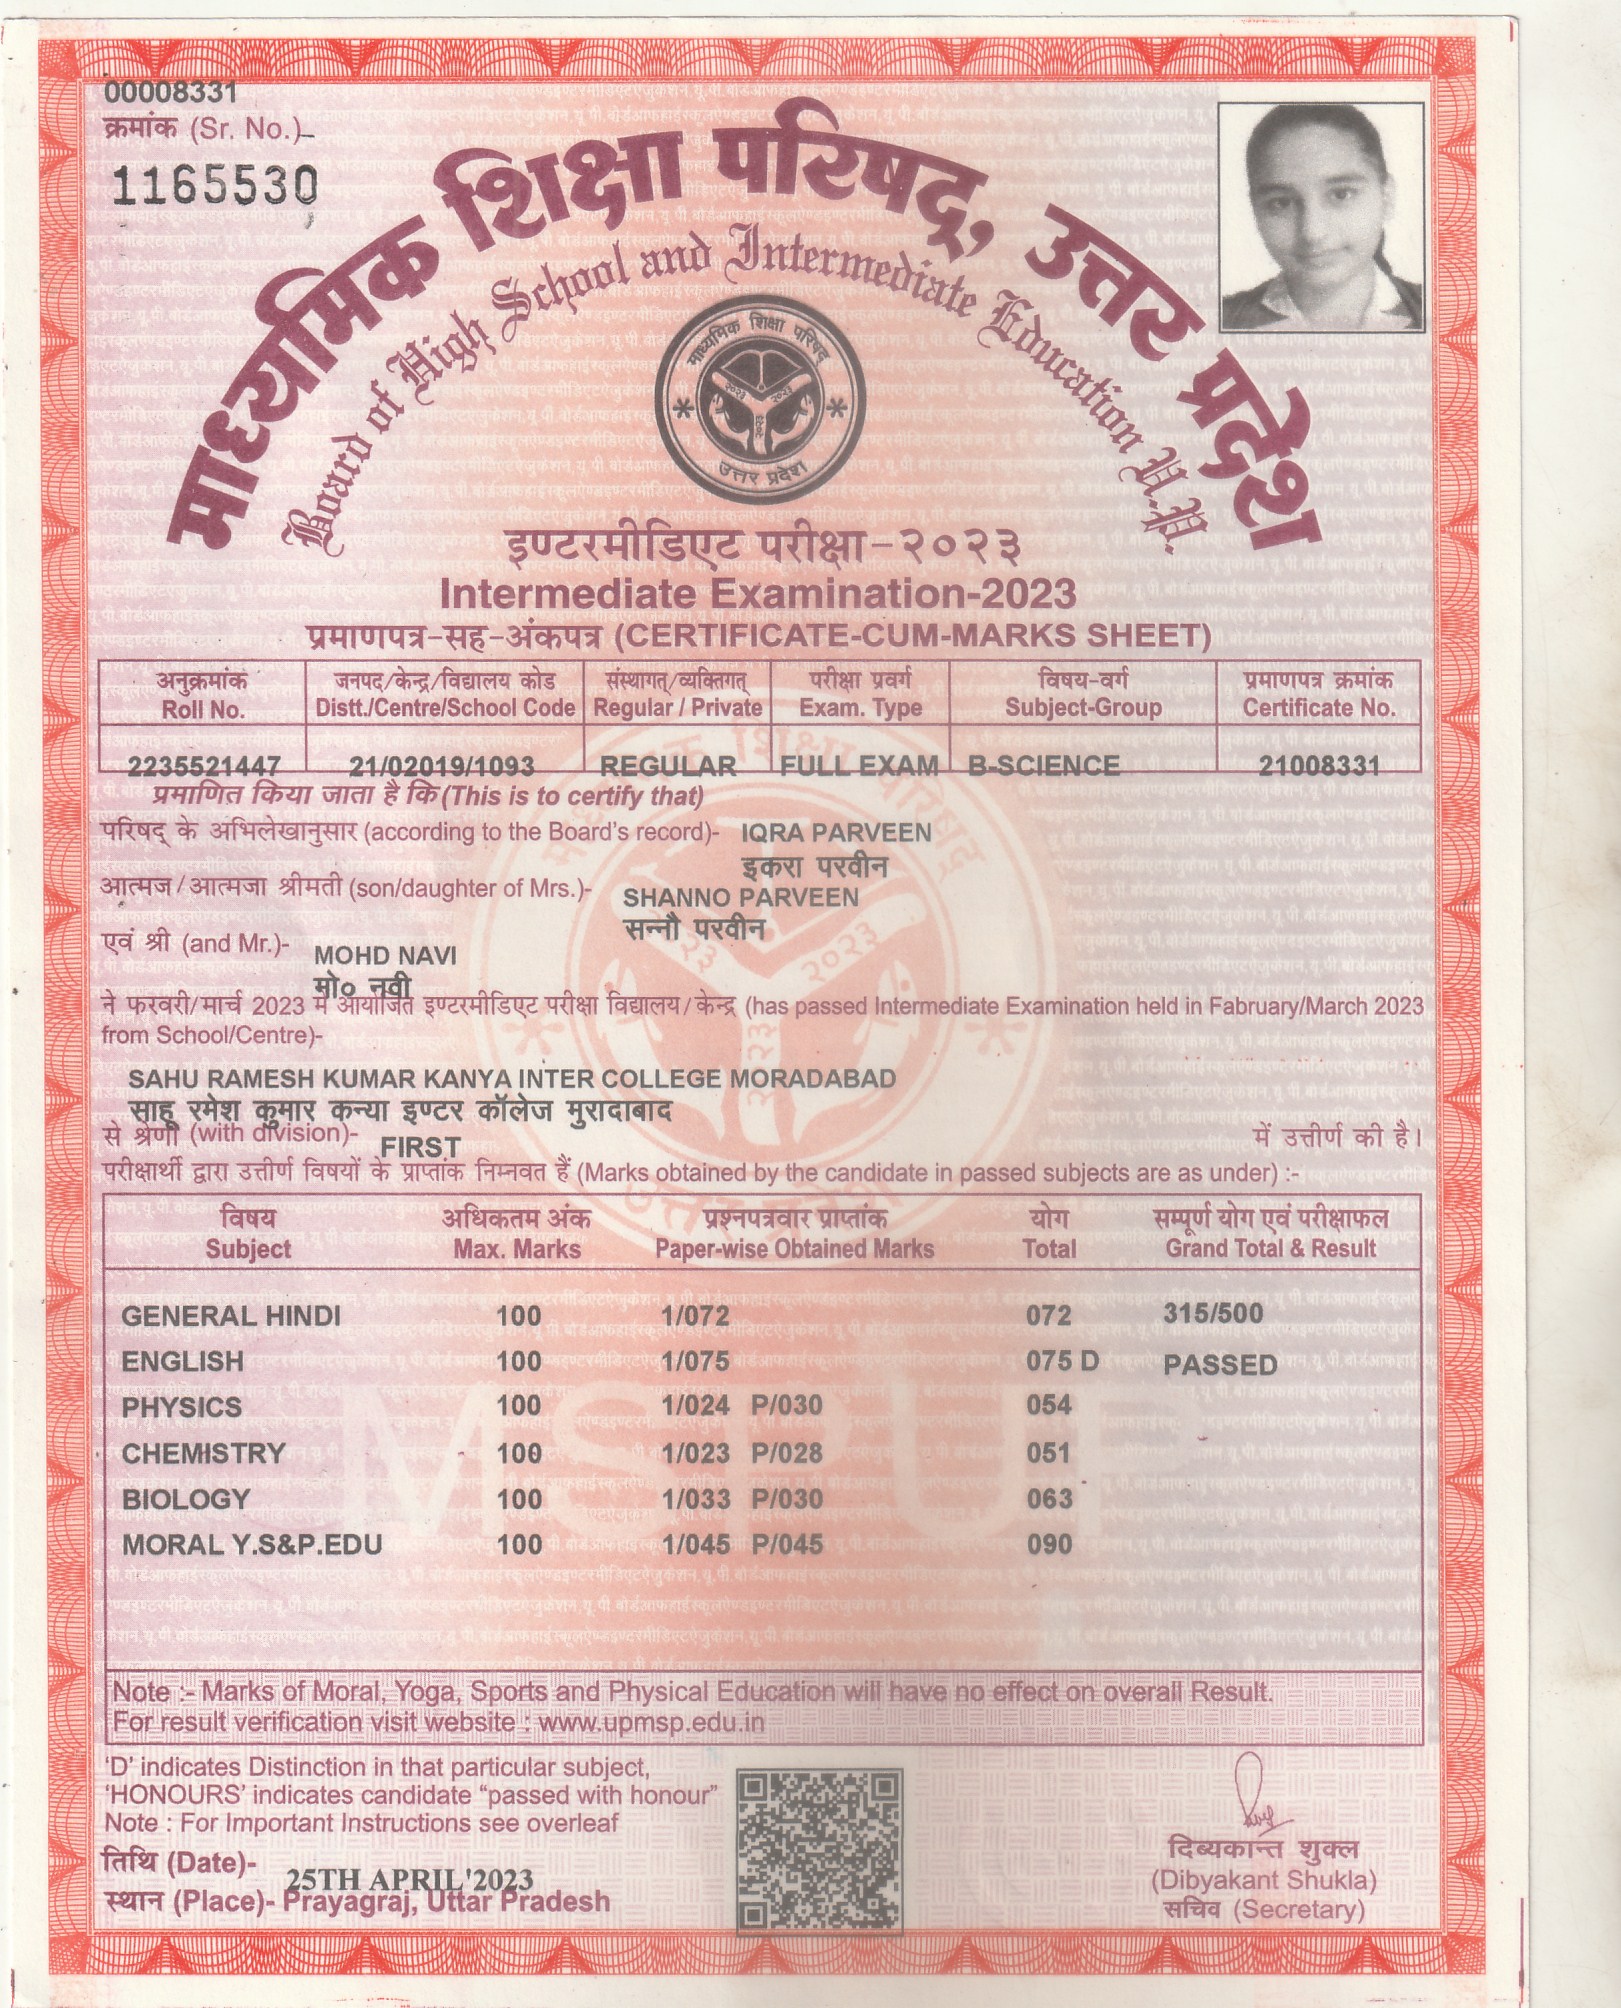 00008331
क्रमांक (Sr. No.)-
1165530
माध्यमिक शिक्षा परिषद्, उत्तर प्रदेश
Board of High School and Intermediate Education U.P.
माध्यमिक शिक्षा परिषद्
२०२३ २०२३
२०२३
उत्तर प्रदेश
इण्टरमीडिएट परीक्षा-२०२३
Intermediate Examination-2023
प्रमाणपत्र-सह-अंकपत्र (CERTIFICATE-CUM-MARKS SHEET)
अनुक्रमांक जनपद/केन्द्र/विद्यालय कोड संस्थागत्/व्यक्तिगत् परीक्षा प्रवर्ग विषय-वर्ग प्रमाणपत्र क्रमांक
Roll No. Distt./Centre/School Code Regular / Private Exam. Type Subject-Group Certificate No.
2235521447 21/02019/1093 REGULAR FULL EXAM B-SCIENCE 21008331
प्रमाणित किया जाता है कि (This is to certify that)
परिषद् के अभिलेखानुसार (according to the Board's record)- IQRA PARVEEN
इकरा परवीन
आत्मज/आत्मजा श्रीमती (son/daughter of Mrs.)- SHANNO PARVEEN
सन्नौ परवीन
एवं श्री (and Mr.)- MOHD NAVI
मो० नवी
ने फरवरी/मार्च 2023 में आयोजित इण्टरमीडिएट परीक्षा विद्यालय/केन्द्र (has passed Intermediate Examination held in Fabruary/March 2023
from School/Centre)-
SAHU RAMESH KUMAR KANYA INTER COLLEGE MORADABAD
साहू रमेश कुमार कन्या इण्टर कॉलेज मुरादाबाद
से श्रेणी (with division)- FIRST में उत्तीर्ण की है।
परीक्षार्थी द्वारा उत्तीर्ण विषयों के प्राप्तांक निम्नवत हैं (Marks obtained by the candidate in passed subjects are as under) :-
विषय अधिकतम अंक प्रश्नपत्रवार प्राप्तांक योग सम्पूर्ण योग एवं परीक्षाफल
Subject Max. Marks Paper-wise Obtained Marks Total Grand Total & Result
GENERAL HINDI 100 1/072 072 315/500
ENGLISH 100 1/075 075 D PASSED
PHYSICS 100 1/024 P/030 054
CHEMISTRY 100 1/023 P/028 051
BIOLOGY 100 1/033 P/030 063
MORAL Y.S&P.EDU 100 1/045 P/045 090
Note :- Marks of Moral, Yoga, Sports and Physical Education will have no effect on overall Result.
For result verification visit website : www.upmsp.edu.in
'D' indicates Distinction in that particular subject,
'HONOURS' indicates candidate "passed with honour"
Note : For Important Instructions see overleaf
तिथि (Date)- 25TH APRIL'2023
स्थान (Place)- Prayagraj, Uttar Pradesh
दिब्यकान्त शुक्ल
(Dibyakant Shukla)
सचिव (Secretary)